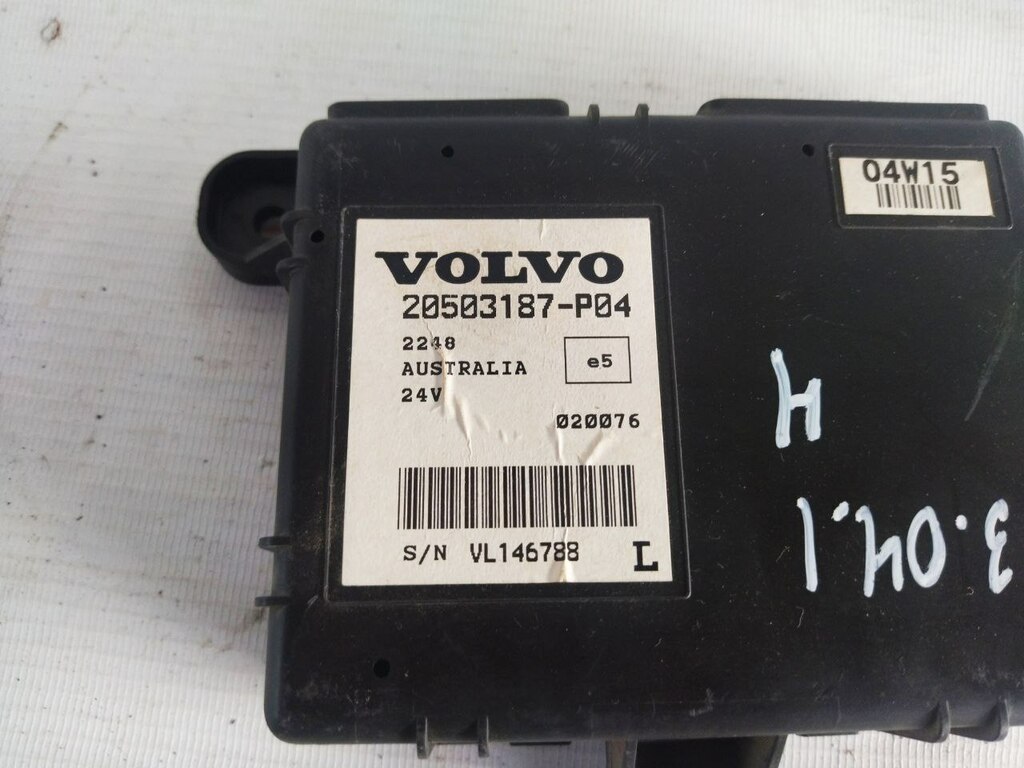 04W15
VOLVO
20503187-P04
2248
AUSTRALIA
e5
24V
020076
S/N VL146788
L
H
3.04.1